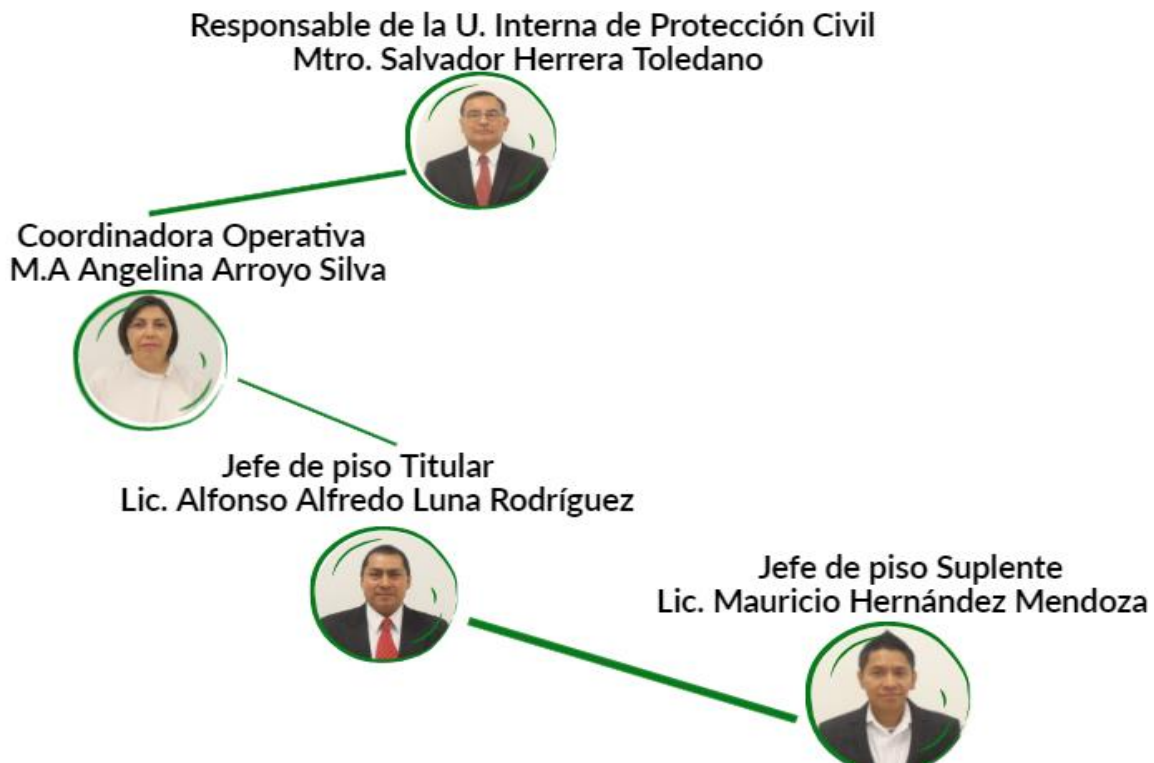 Responsable de la U. Interna de Protección Civil
Mtro. Salvador Herrera Toledano
Coordinadora Operativa
M.A Angelina Arroyo Silva
Jefe de piso Titular
Lic. Alfonso Alfredo Luna Rodríguez
Jefe de piso Suplente
Lic. Mauricio Hernández Mendoza